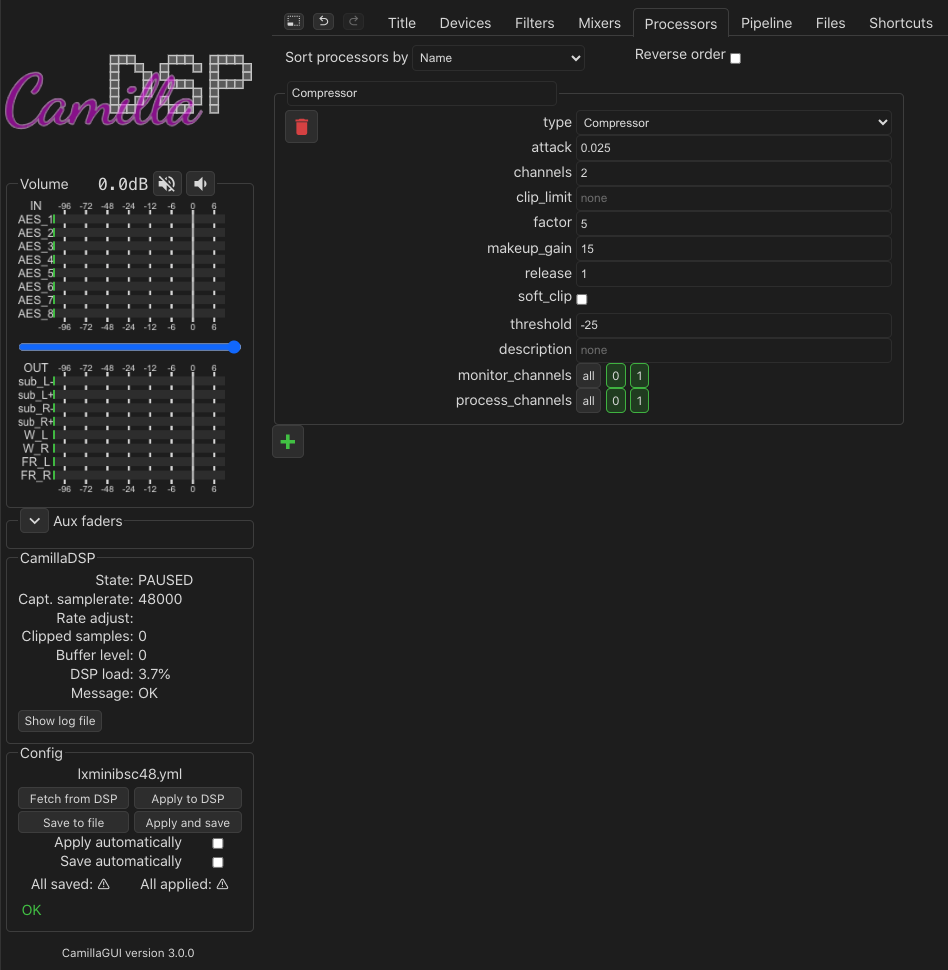 Title Devices Filters Mixers Processors Pipeline Files Shortcuts
Sort processors by Name Reverse order
Compressor
type Compressor
attack 0.025
channels 2
clip_limit none
factor 5
makeup_gain 15
release 1
soft_clip
threshold -25
description none
monitor_channels all 0 1
process_channels all 0 1
Camilla DSP
Volume 0.0dB
IN -96 -72 -48 -24 -12 -6 0 6
AES_1
AES_2
AES_3
AES_4
AES_5
AES_6
AES_7
AES_8
-96 -72 -48 -24 -12 -6 0 6
OUT -96 -72 -48 -24 -12 -6 0 6
sub_L-
sub_L+
sub_R-
sub_R+
W_L
W_R
FR_L
FR_R
-96 -72 -48 -24 -12 -6 0 6
Aux faders
CamillaDSP
State: PAUSED
Capt. samplerate: 48000
Rate adjust:
Clipped samples: 0
Buffer level: 0
DSP load: 3.7%
Message: OK
Show log file
Config
lxminibsc48.yml
Fetch from DSP Apply to DSP
Save to file Apply and save
Apply automatically
Save automatically
All saved: ⚠ All applied: ⚠
OK
CamillaGUI version 3.0.0